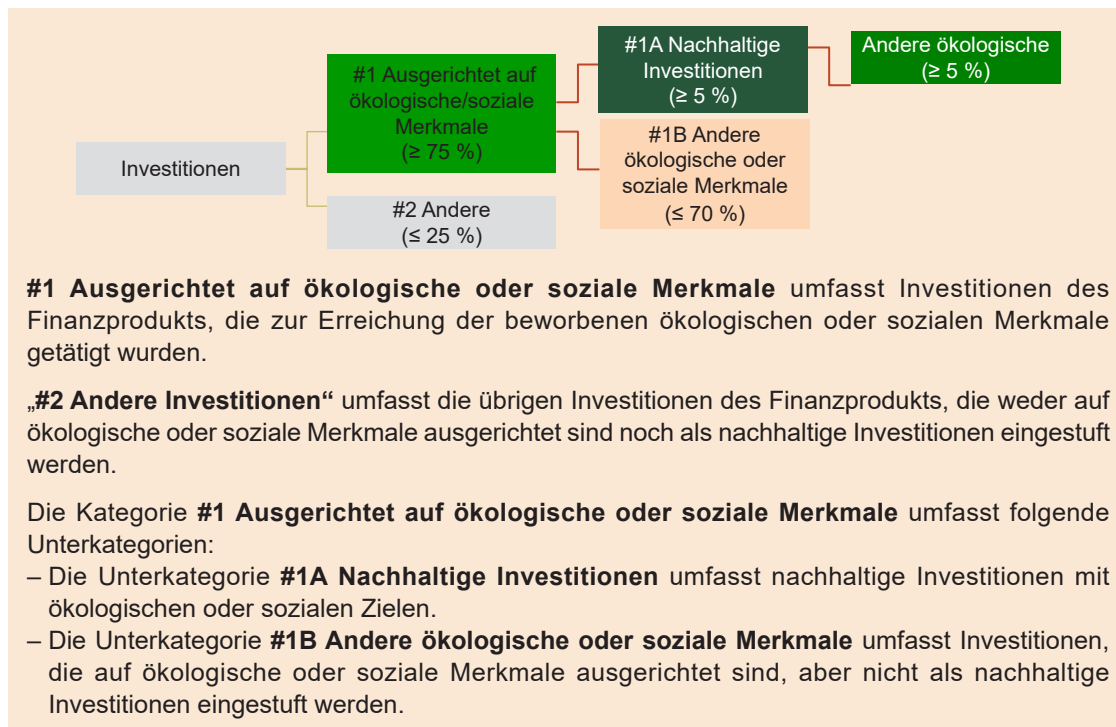 #1A Nachhaltige
Investitionen
(≥ 5 %)
Andere ökologische
(≥ 5 %)
#1 Ausgerichtet auf
ökologische/soziale
Merkmale
(≥ 75 %)
#1B Andere
ökologische oder
soziale Merkmale
(≤ 70 %)
Investitionen
#2 Andere
(≤ 25 %)
#1 Ausgerichtet auf ökologische oder soziale Merkmale umfasst Investitionen des
Finanzprodukts, die zur Erreichung der beworbenen ökologischen oder sozialen Merkmale
getätigt wurden.
„#2 Andere Investitionen“ umfasst die übrigen Investitionen des Finanzprodukts, die weder auf
ökologische oder soziale Merkmale ausgerichtet sind noch als nachhaltige Investitionen eingestuft
werden.
Die Kategorie #1 Ausgerichtet auf ökologische oder soziale Merkmale umfasst folgende
Unterkategorien:
– Die Unterkategorie #1A Nachhaltige Investitionen umfasst nachhaltige Investitionen mit
ökologischen oder sozialen Zielen.
– Die Unterkategorie #1B Andere ökologische oder soziale Merkmale umfasst Investitionen,
die auf ökologische oder soziale Merkmale ausgerichtet sind, aber nicht als nachhaltige
Investitionen eingestuft werden.